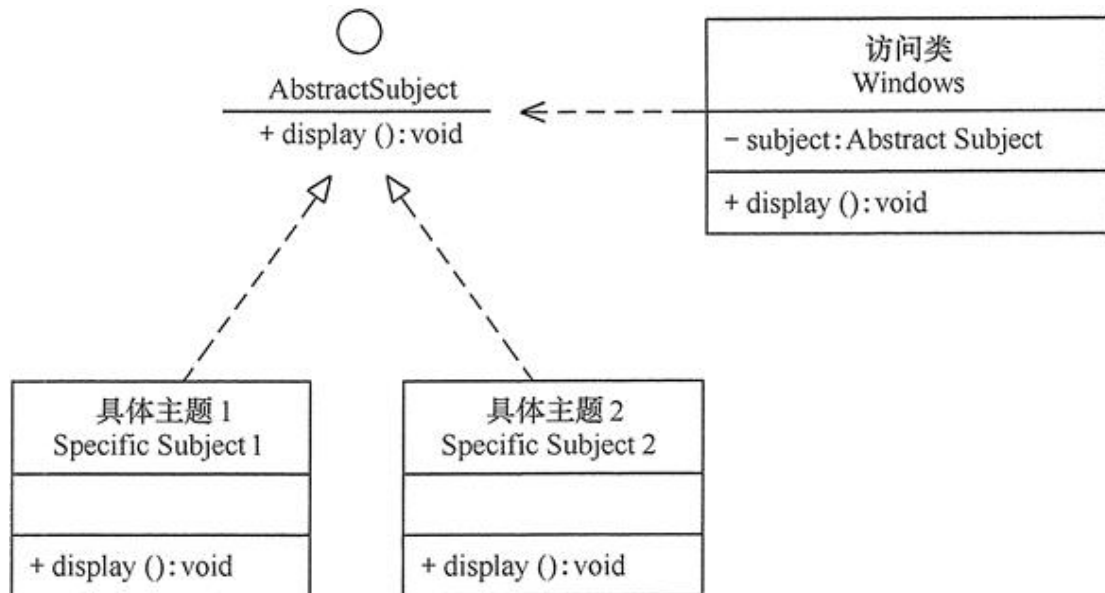 AbstractSubject
+ display ():void
访问类
Windows
- subject:Abstract Subject
+ display ():void
具体主题1
Specific Subject 1
+ display ():void
具体主题2
Specific Subject 2
+ display ():void